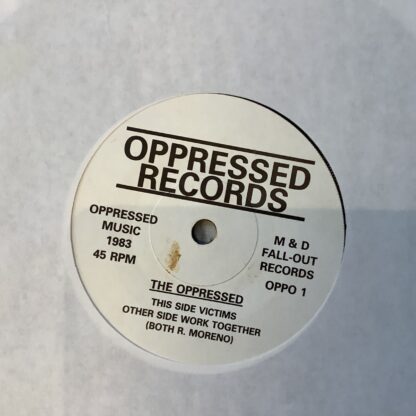 OPPRESSED
RECORDS
OPPRESSED
MUSIC
1983
45 RPM
M & D
FALL-OUT
RECORDS
OPPO 1
THE OPPRESSED
THIS SIDE VICTIMS
OTHER SIDE WORK TOGETHER
(BOTH R. MORENO)